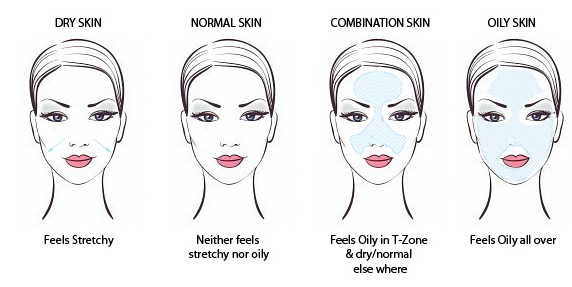 DRY SKIN
NORMAL SKIN
COMBINATION SKIN
OILY SKIN
Feels Stretchy
Neither feels
stretchy nor oily
Feels Oily in T-Zone
& dry/normal
else where
Feels Oily all over